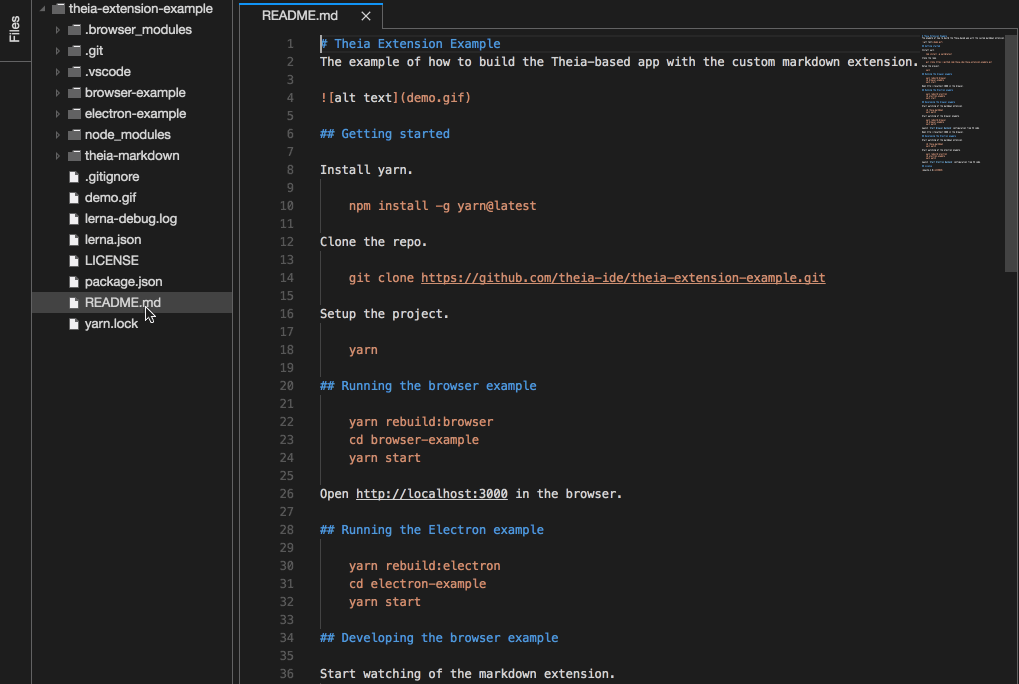 Files
theia-extension-example
.browser_modules
.git
.vscode
browser-example
electron-example
node_modules
theia-markdown
.gitignore
demo.gif
lerna-debug.log
lerna.json
LICENSE
package.json
README.md
yarn.lock
README.md
1 # Theia Extension Example
2 The example of how to build the Theia-based app with the custom markdown extension.
3
4 ![alt text](demo.gif)
5
6 ## Getting started
7
8 Install yarn.
9
10 npm install -g yarn@latest
11
12 Clone the repo.
13
14 git clone https://github.com/theia-ide/theia-extension-example.git
15
16 Setup the project.
17
18 yarn
19
20 ## Running the browser example
21
22 yarn rebuild:browser
23 cd browser-example
24 yarn start
25
26 Open http://localhost:3000 in the browser.
27
28 ## Running the Electron example
29
30 yarn rebuild:electron
31 cd electron-example
32 yarn start
33
34 ## Developing the browser example
35
36 Start watching of the markdown extension.